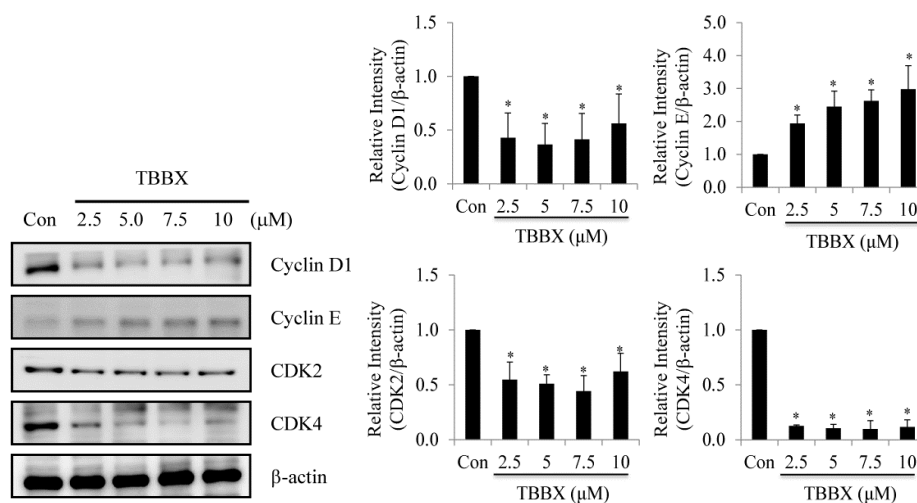 TBBX
Con 2.5 5.0 7.5 10 (μM)
Cyclin D1
Cyclin E
CDK2
CDK4
β-actin
Relative Intensity
(Cyclin D1/β-actin)
1.5
1.0
0.5
0.0
* * * *
Con 2.5 5 7.5 10
TBBX (μM)
Relative Intensity
(Cyclin E/β-actin)
5.0
4.0
3.0
2.0
1.0
0.0
* * * *
Con 2.5 5 7.5 10
TBBX (μM)
Relative Intensity
(CDK2/β-actin)
1.5
1.0
0.5
0.0
* * * *
Con 2.5 5 7.5 10
TBBX (μM)
Relative Intensity
(CDK4/β-actin)
1.5
1.0
0.5
0.0
* * * *
Con 2.5 5 7.5 10
TBBX (μM)